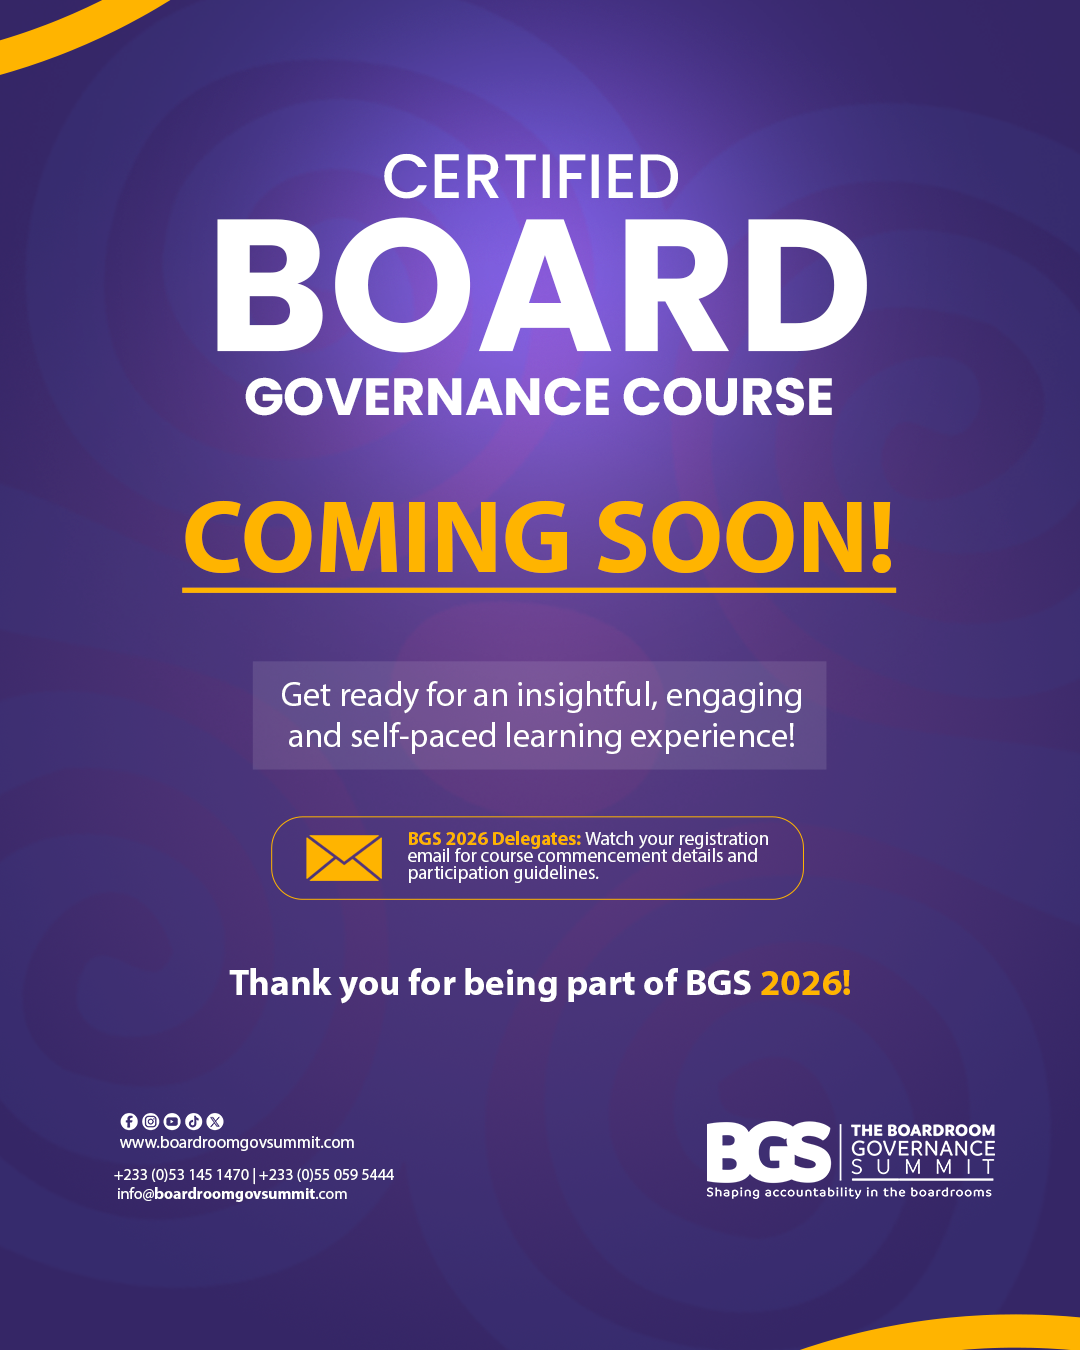 CERTIFIED
BOARD
GOVERNANCE COURSE
COMING SOON!
Get ready for an insightful, engaging
and self-paced learning experience!
BGS 2026 Delegates: Watch your registration
email for course commencement details and
participation guidelines.
Thank you for being part of BGS 2026!
www.boardroomgovsummit.com
+233 (0)53 145 1470 | +233 (0)55 059 5444
info@boardroomgovsummit.com
BGS
THE BOARDROOM
GOVERNANCE
SUMMIT
Shaping accountability in the boardrooms